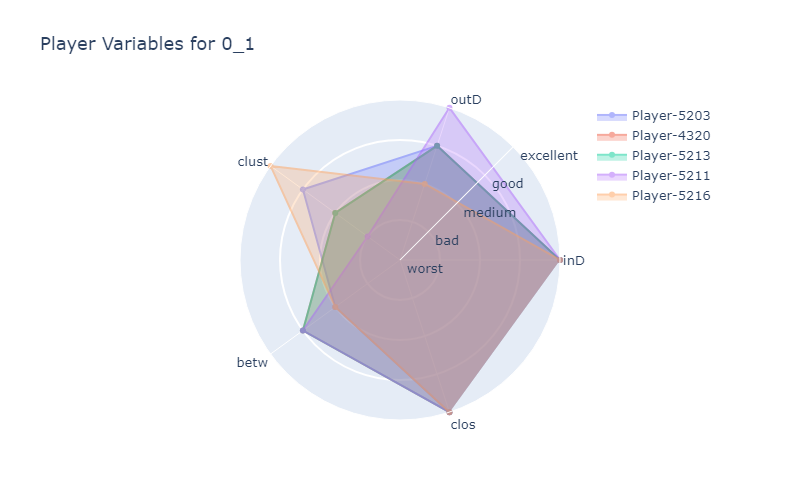 Player Variables for 0_1
outD
Player-5203
Player-4320
Player-5213
Player-5211
Player-5216
excellent
clust
good
medium
bad
inD
worst
betw
clos